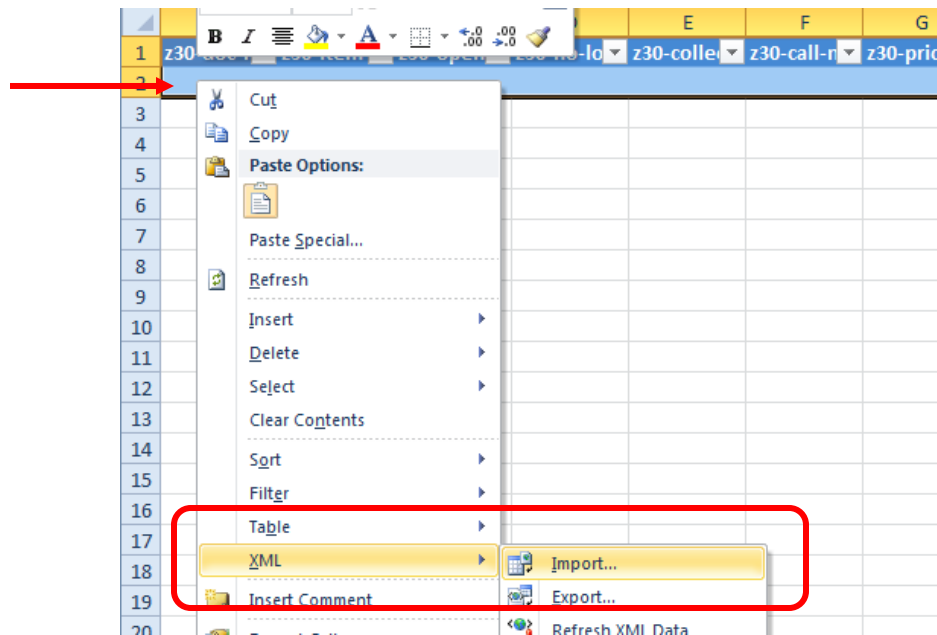 E F G
B I A .00 .00
1 z30-colle z30-call-n z30-pric
2
3
Cut
4
Copy
5
Paste Options:
6
7
Paste Special...
8
Refresh
9
10
Insert
11
Delete
12
Select
13
Clear Contents
14
Sort
15
Filter
16
Table
17
XML
Import...
18
19
Insert Comment
Export...
20
Refresh XML Data